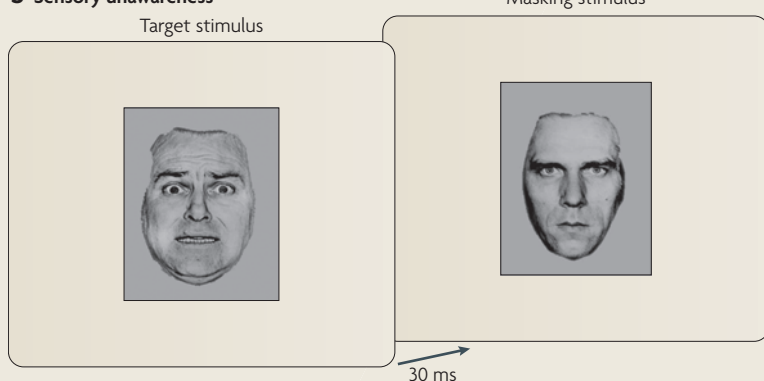 Sensory unawareness
Target stimulus
Masking stimulus
30 ms